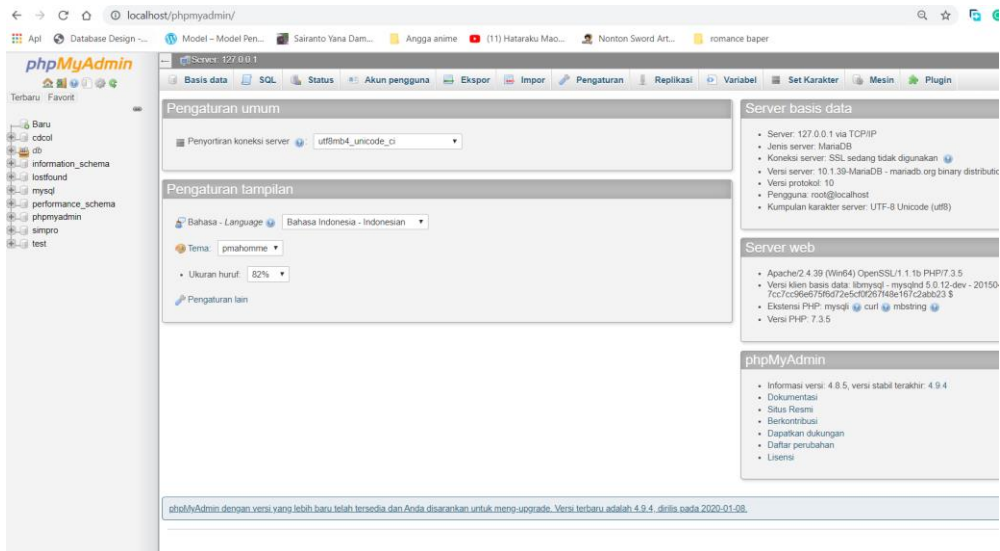 localhost/phpmyadmin/
Apl Database Design -... Model – Model Pen... Sairanto Yana Dam... Angga anime (11) Hataraku Mao... Nonton Sword Art... romance baper
phpMyAdmin
Terbaru Favorit
Baru
cdcol
db
information_schema
lostfound
mysql
performance_schema
phpmyadmin
simpro
test
Server: 127.0.0.1
Basis data SQL Status Akun pengguna Ekspor Impor Pengaturan Replikasi Variabel Set Karakter Mesin Plugin
Pengaturan umum
Penyortiran koneksi server : utf8mb4_unicode_ci
Pengaturan tampilan
Bahasa - Language Bahasa Indonesia - Indonesian
Tema: pmahomme
• Ukuran huruf: 82%
Pengaturan lain
Server basis data
• Server: 127.0.0.1 via TCP/IP
• Jenis server: MariaDB
• Koneksi server: SSL sedang tidak digunakan
• Versi server: 10.1.39-MariaDB - mariadb.org binary distributio
• Versi protokol: 10
• Pengguna: root@localhost
• Kumpulan karakter server: UTF-8 Unicode (utf8)
Server web
• Apache/2.4.39 (Win64) OpenSSL/1.1.1b PHP/7.3.5
• Versi klien basis data: libmysql - mysqlnd 5.0.12-dev - 20150
• Ekstensi PHP: mysqli curl mbstring
• Versi PHP: 7.3.5
phpMyAdmin
• Informasi versi: 4.8.5, versi stabil terakhir: 4.9.4
• Dokumentasi
• Situs Resmi
• Berkontribusi
• Dapatkan dukungan
• Daftar perubahan
• Lisensi
phpMyAdmin dengan versi yang lebih baru telah tersedia dan Anda disarankan untuk meng-upgrade. Versi terbaru adalah 4.9.4, dirilis pada 2020-01-08.